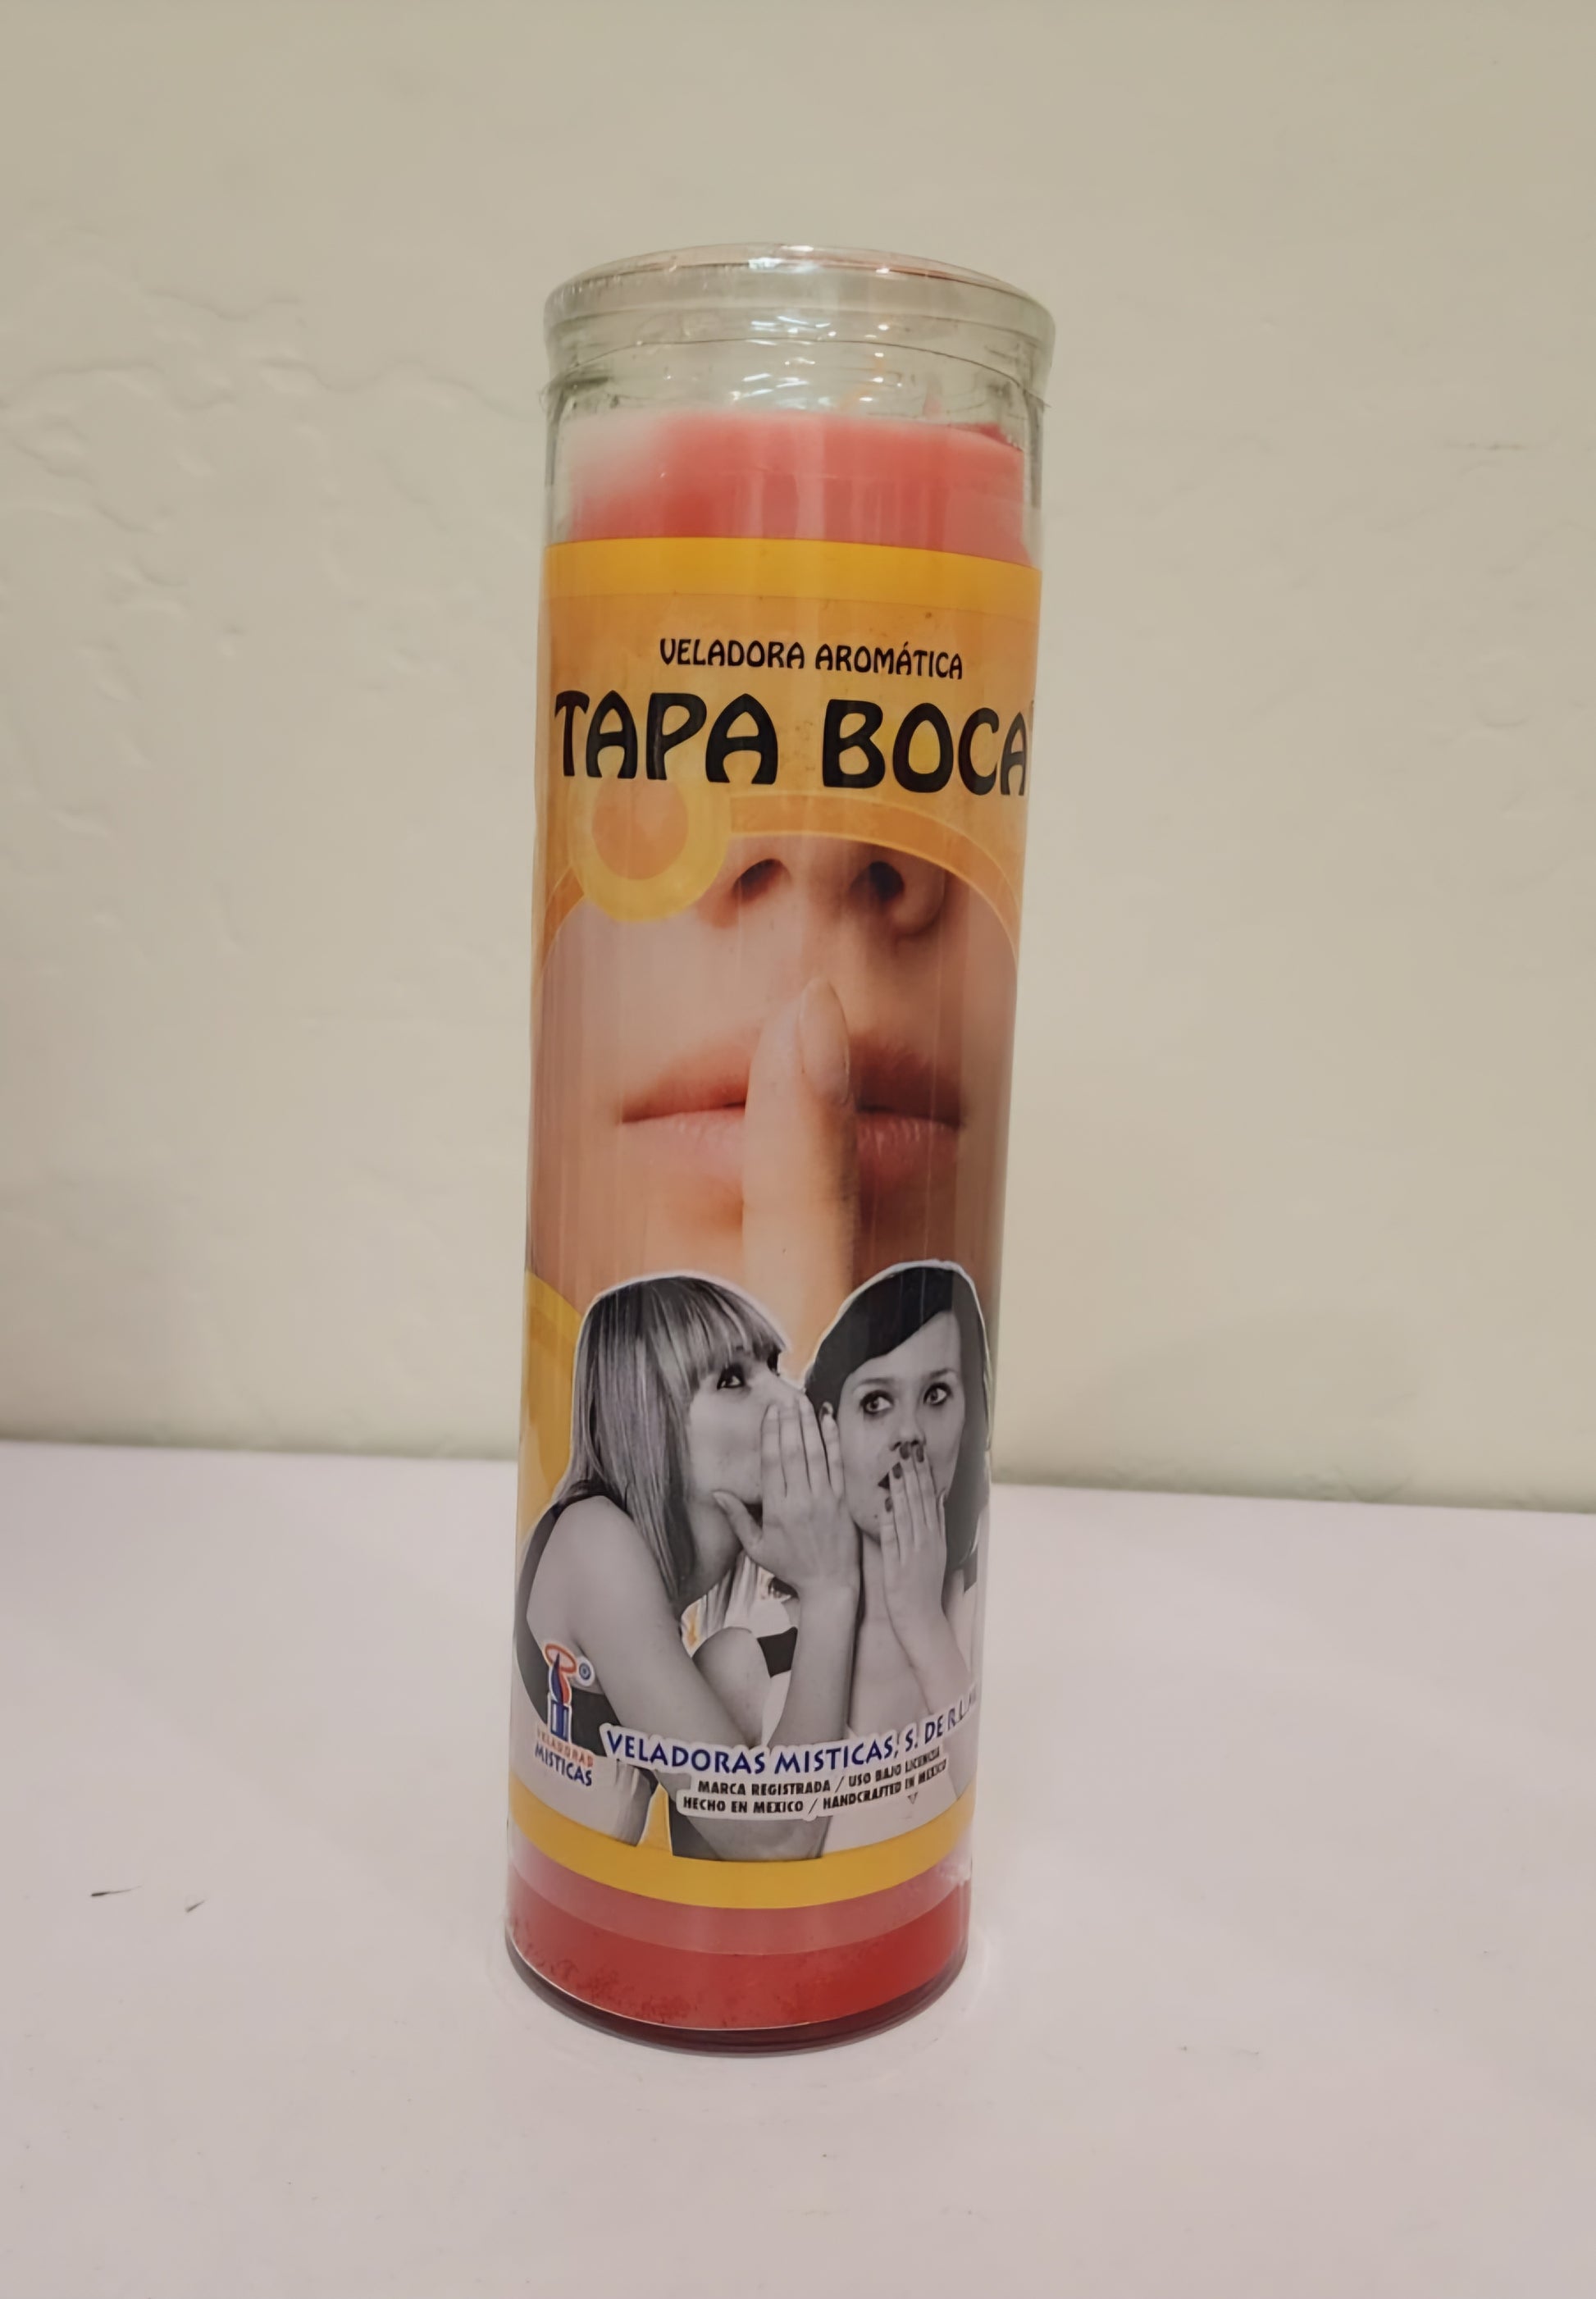 VELADORA AROMÁTICA
TAPA BOCA
VELADORAS
MISTICAS
VELADORAS MISTICAS, S. DE R.L.
MARCA REGISTRADA / USO BAJO LICENCIA
HECHO EN MEXICO / HANDCRAFTED IN MEXICO